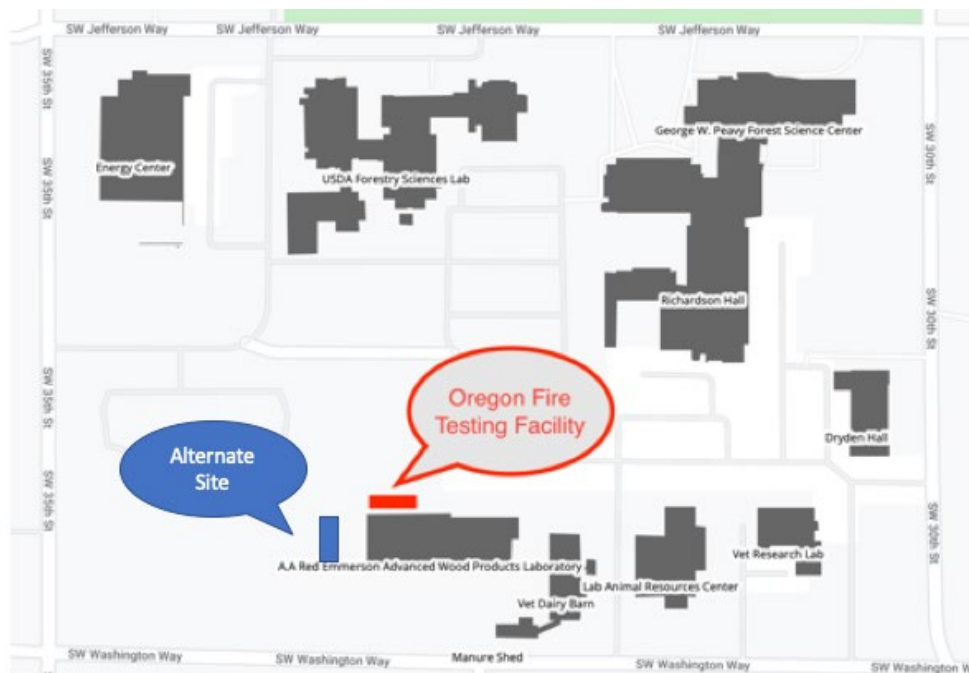 SW Jefferson Way
SW Jefferson Way
SW Jefferson Way
SW Jefferson Way
SW 35th St
SW 30th St
George W. Peavy Forest Science Center
Energy Center
USDA Forestry Sciences Lab
SW 35th St
Richardson Hall
SW 30th St
SW 35th St
Oregon Fire
Testing Facility
Dryden Hall
Alternate
Site
SW 35th St
SW 30th St
Vet Research Lab
A.A Red Emmerson Advanced Wood Products Laboratory
Lab Animal Resources Center
Vet Dairy Barn
SW Washington Way
SW Washington Way
Manure Shed
SW Washington Way
SW Washington Way